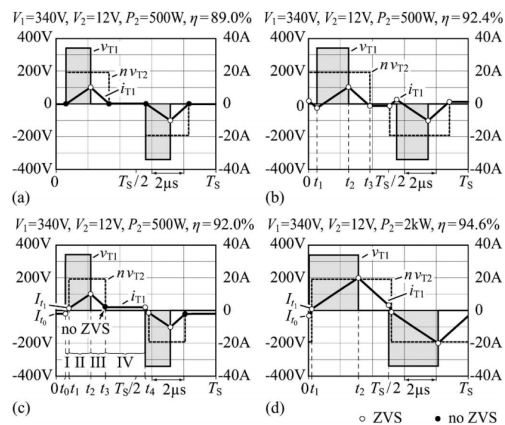 V1=340V, V2=12V, P2=500W, η=89.0%
400V 40A
vT1
200V nvT2 20A
iT1
0 0
-200V -20A
-400V -40A
(a) 0 TS/2 2μs TS
V1=340V, V2=12V, P2=500W, η=92.4%
400V 40A
vT1
200V nvT2 20A
iT1
0 0
-200V -20A
-400V -40A
(b) 0 t1 t2 t3 TS/2 2μs TS
V1=340V, V2=12V, P2=500W, η=92.0%
400V 40A
vT1
200V nvT2 20A
It1 iT1
0 0
It0 no ZVS
-200V -20A
I II III IV
-400V -40A
(c) 0 t0 t1 t2 t3 TS/2 t4 2μs TS
V1=340V, V2=12V, P2=2kW, η=94.6%
400V 40A
vT1
200V nvT2 20A
It1 iT1
0 0
It0
-200V -20A
-400V -40A
(d) 0 t1 t2 TS/2 2μs TS
○ ZVS ● no ZVS